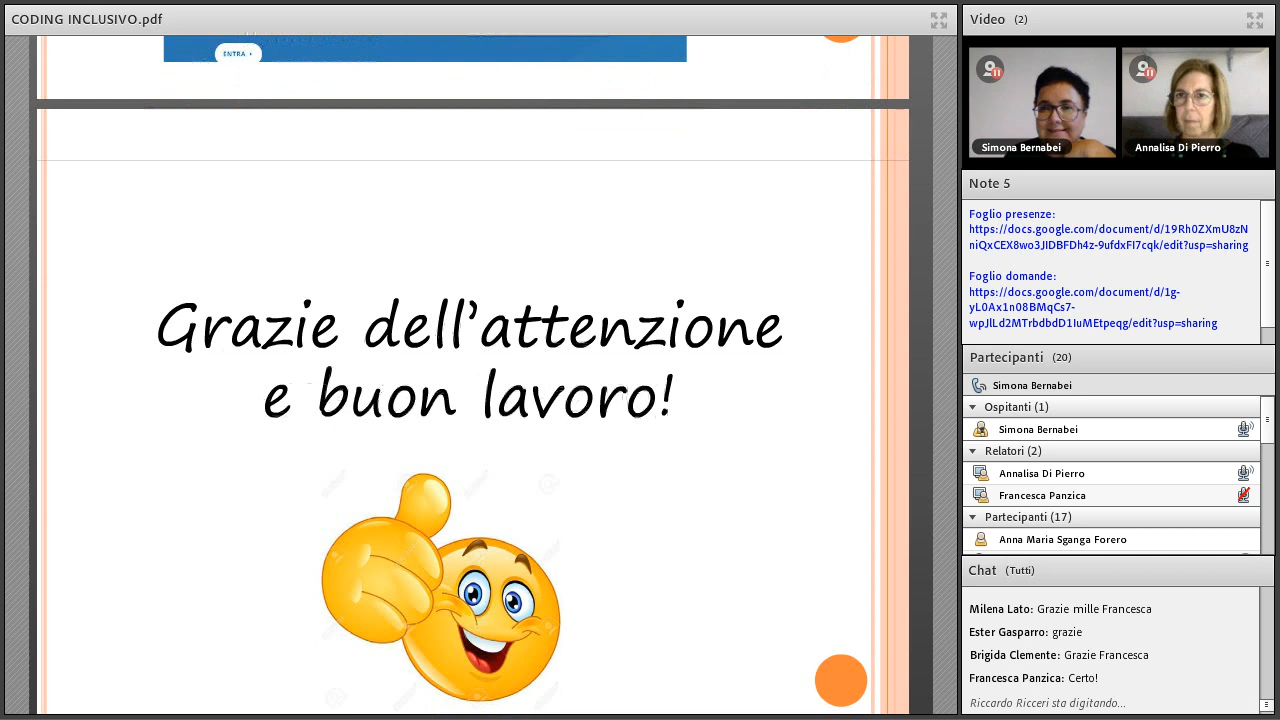 CODING INCLUSIVO.pdf
ENTRA
Grazie dell'attenzione
e buon lavoro!
Video (2)
Simona Bernabei
Annalisa Di Pierro
Note 5
Foglio presenze:
https://docs.google.com/document/d/19Rh0ZXmU8zN
niQxCEX8wo3JIDBFDh4z-9ufdxFI7cqk/edit?usp=sharing
Foglio domande:
https://docs.google.com/document/d/1g-
yL0Ax1n08BMqCs7-
wpJlLd2MTrbdbdD1IuMEtpeqg/edit?usp=sharing
Partecipanti (20)
Simona Bernabei
Ospitanti (1)
Simona Bernabei
Relatori (2)
Annalisa Di Pierro
Francesca Panzica
Partecipanti (17)
Anna Maria Sganga Forero
Chat (Tutti)
Milena Lato: Grazie mille Francesca
Ester Gasparro: grazie
Brigida Clemente: Grazie Francesca
Francesca Panzica: Certo!
Riccardo Ricceri sta digitando...